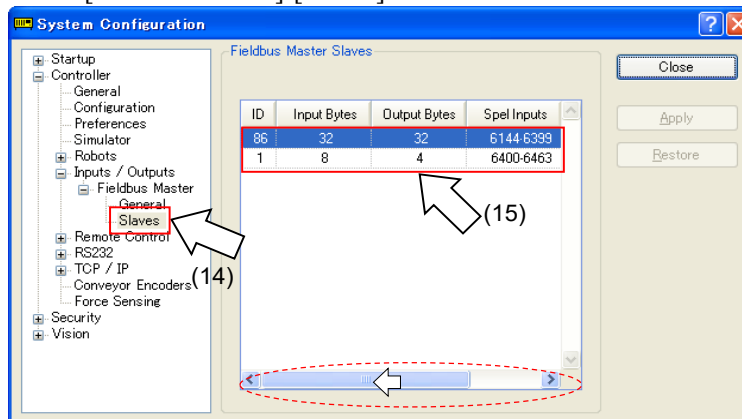 System Configuration
Startup
Controller
General
Configuration
Preferences
Simulator
Robots
Inputs / Outputs
Fieldbus Master
General
Slaves
Remote Control
RS232
TCP / IP
Conveyor Encoders
Force Sensing
Security
Vision
(14)
Fieldbus Master Slaves
ID Input Bytes Output Bytes Spel Inputs
86 32 32 6144-6399
1 8 4 6400-6463
(15)
Close
Apply
Restore